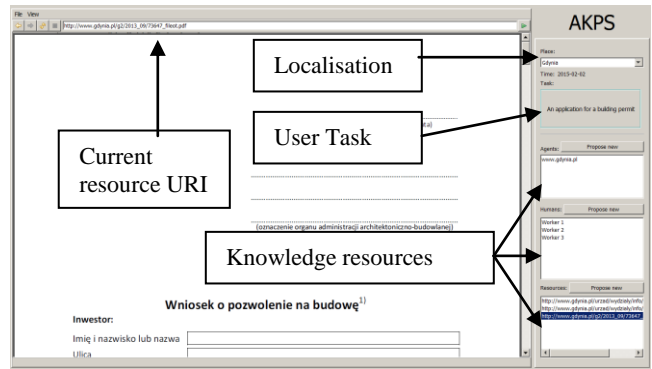 File View
AKPS
http://www.gdynia.pl/g2/2013_09/73647_fileot.pdf
Place:
Gdynia
Time: 2015-02-02
Task:
An application for a building permit
Localisation
User Task
Current
resource URI
Knowledge resources
Agents: Propose new
www.gdynia.pl
Humans: Propose new
Worker 1
Worker 2
Worker 3
Resources: Propose new
http://www.gdynia.pl/urzad/wydzialy/info/
http://www.gdynia.pl/urzad/wydzialy/info/
http://www.gdynia.pl/g2/2013_09/73647_
(oznaczenie organu administracji architektoniczno-budowlanej)
Wniosek o pozwolenie na budowę1)
Inwestor:
Imię i nazwisko lub nazwa
Ulica